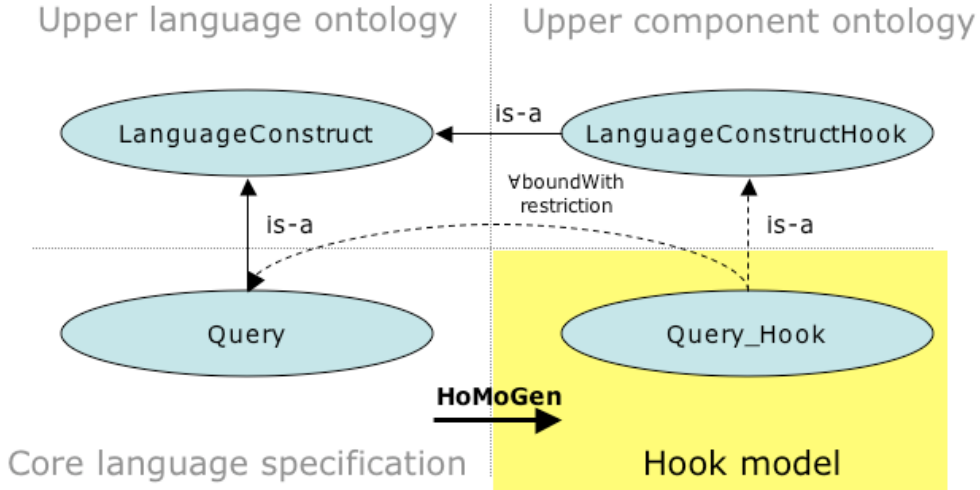 Upper language ontology
Upper component ontology
is-a
LanguageConstruct
LanguageConstructHook
∀boundWith
restriction
is-a
is-a
Query
Query_Hook
HoMoGen
Core language specification
Hook model